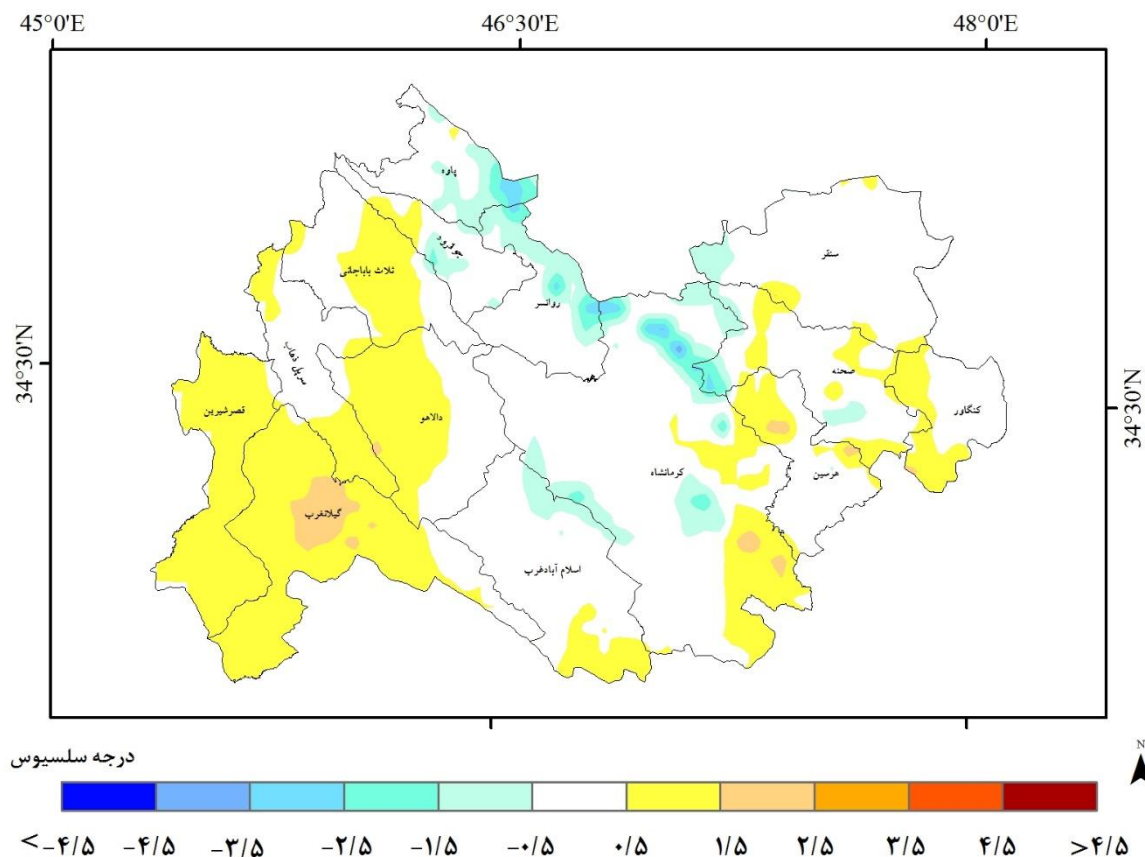 45°0'E 46°30'E 48°0'E
34°30'N
34°30'N
پاوه
جوانرود
ثلاث باباجانی
روانسر
سنقر
سرپل ذهاب
صحنه
قصرشیرین
دالاهو
کنگاور
کرمانشاه
هرسین
گیلانغرب
اسلام آبادغرب
درجه سلسیوس
N
<-۴/۵ -۴/۵ -۳/۵ -۲/۵ -۱/۵ -۰/۵ ۰/۵ ۱/۵ ۲/۵ ۳/۵ ۴/۵ >۴/۵